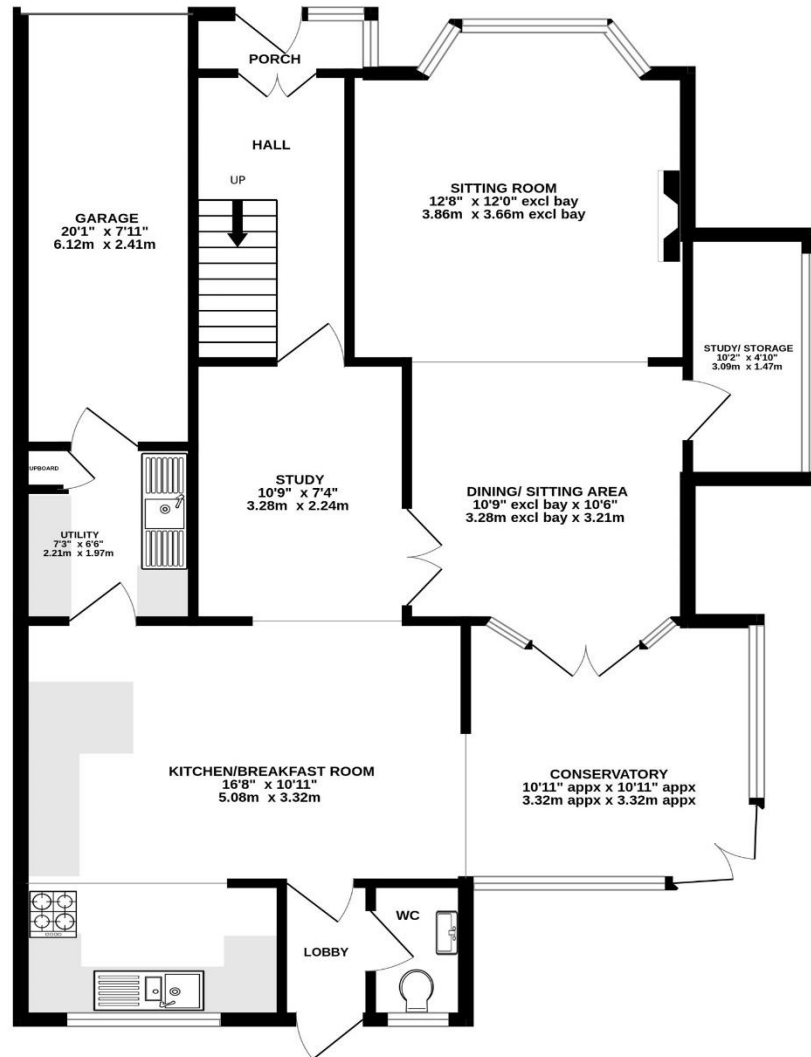 PORCH
HALL
UP
GARAGE
20'1" x 7'11"
6.12m x 2.41m
SITTING ROOM
12'8" x 12'0" excl bay
3.86m x 3.66m excl bay
STUDY/ STORAGE
10'2" x 4'10"
3.09m x 1.47m
UPBOARD
UTILITY
7'3" x 6'6"
2.21m x 1.97m
STUDY
10'9" x 7'4"
3.28m x 2.24m
DINING/ SITTING AREA
10'9" excl bay x 10'6"
3.28m excl bay x 3.21m
KITCHEN/BREAKFAST ROOM
16'8" x 10'11"
5.08m x 3.32m
CONSERVATORY
10'11" appx x 10'11" appx
3.32m appx x 3.32m appx
LOBBY
WC